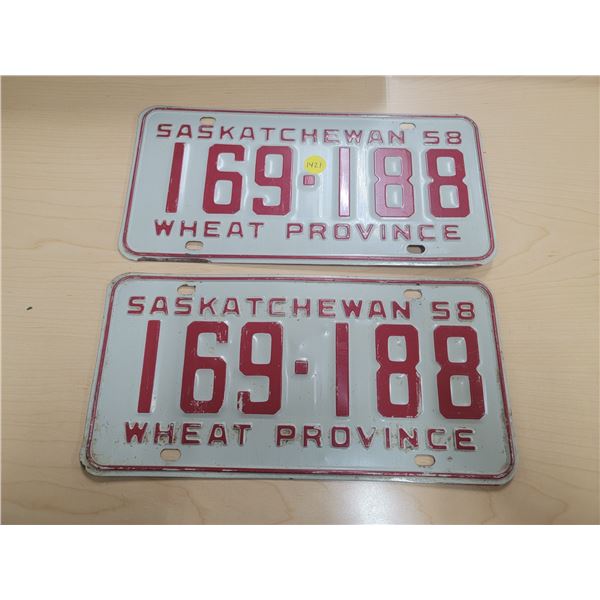 SASKATCHEWAN 58
169·188
1421
WHEAT PROVINCE
SASKATCHEWAN 58
169·188
WHEAT PROVINCE